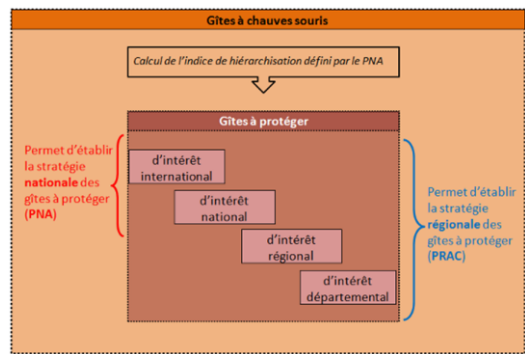 Gîtes à chauves souris
Calcul de l'indice de hiérarchisation défini par le PNA
Gîtes à protéger
Permet d'établir
la stratégie
nationale des
gîtes à protéger
(PNA)
d'intérêt
international
d'intérêt
national
d'intérêt
régional
d'intérêt
départemental
Permet d'établir
la stratégie
régionale des
gîtes à protéger
(PRAC)